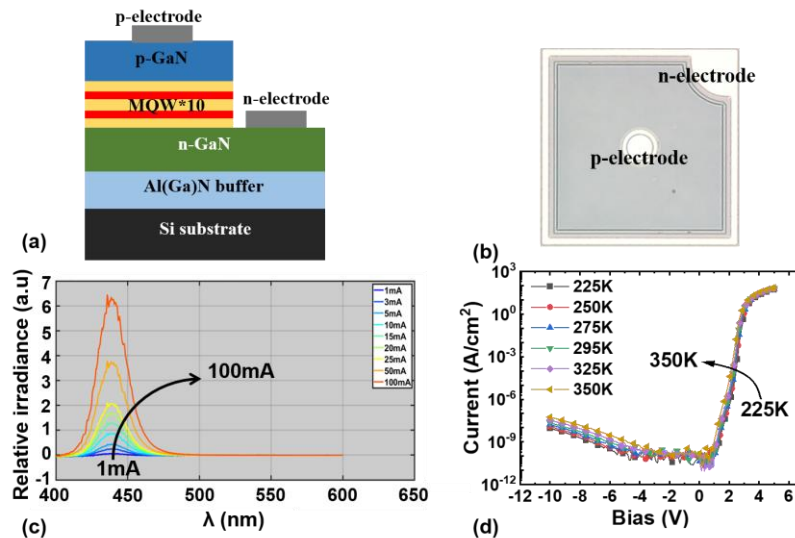 p-electrode
p-GaN
MQW*10
n-electrode
n-GaN
Al(Ga)N buffer
Si substrate
(a)
n-electrode
p-electrode
(b)
Relative irradiance (a.u)
7
6
5
4
3
2
1
0
-1
400 450 500 550 600 650
λ (nm)
1mA
3mA
5mA
10mA
15mA
20mA
25mA
50mA
100mA
100mA
1mA
(c)
Current (A/cm²)
10³
10⁰
10⁻³
10⁻⁶
10⁻⁹
10⁻¹²
-12 -10 -8 -6 -4 -2 0 2 4 6
Bias (V)
225K
250K
275K
295K
325K
350K
350K
225K
(d)